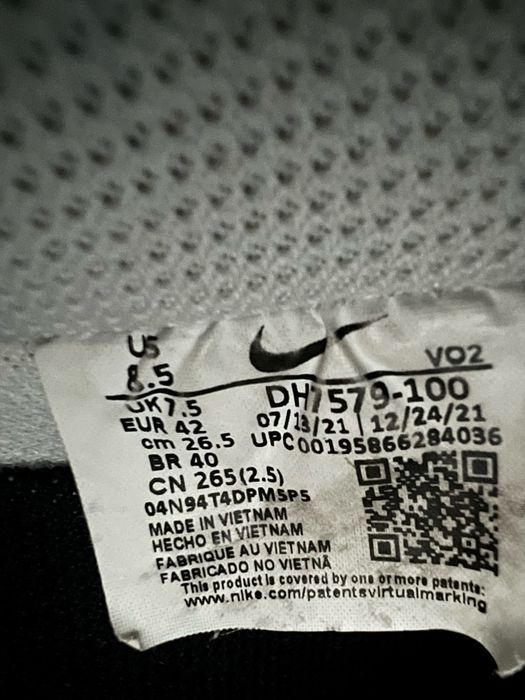 US
8.5
VO2
UK7.5
DH7579-100
EUR 42
07/13/21 | 12/24/21
cm 26.5
UPC00195866284036
BR 40
CN 265(2.5)
04N94T4DPM5P5
MADE IN VIETNAM
HECHO EN VIETNAM
FABRIQUE AU VIETNAM
FABRICADO NO VIETNÃ
This product is covered by one or more patents:
www.nike.com/patentsvirtualmarking